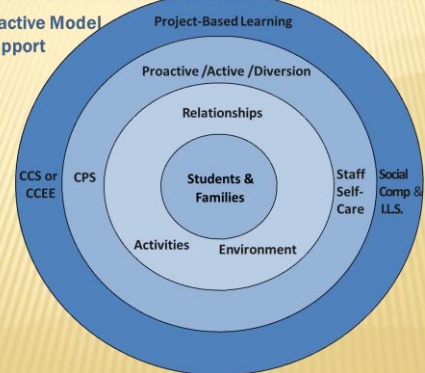 active Model
pport
Project-Based Learning
Proactive /Active /Diversion
Relationships
CCS or
CCEE
CPS
Students &
Families
Staff
Self-
Care
Social
Comp &
I.L.S.
Activities
Environment